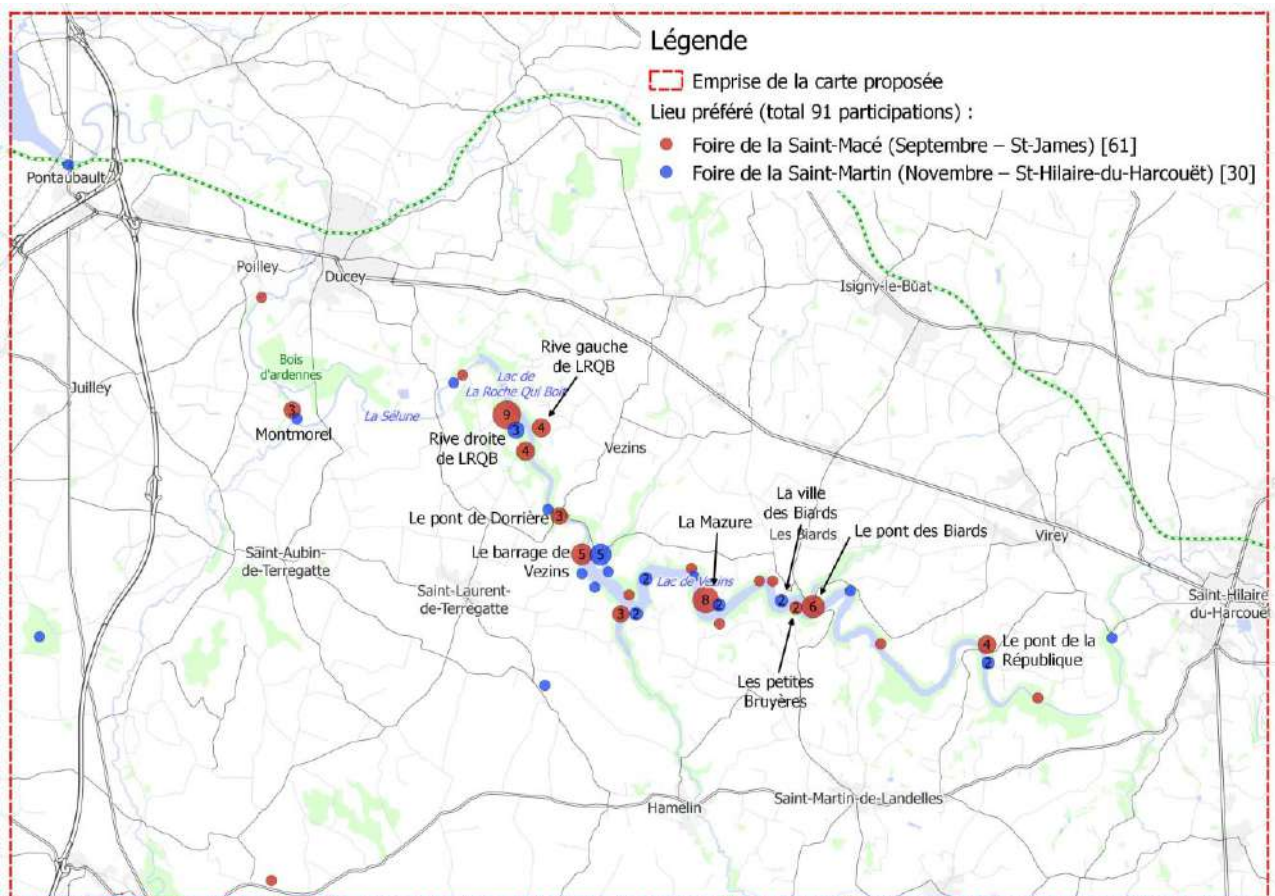 Légende
Emprise de la carte proposée
Lieu préféré (total 91 participations) :
Foire de la Saint-Macé (Septembre – St-James) [61]
Foire de la Saint-Martin (Novembre – St-Hilaire-du-Harcouët) [30]
Pontaubault
Poilley
Ducey
Isigny-le-Buat
Bois
d'ardennes
Juilley
La Sélune
Montmorel
3
Lac de
La Roche Qui Boit
Rive gauche
de LRQB
9
3
4
4
Rive droite
de LRQB
Vezins
Le pont de Dorrière
3
Le barrage de
Vezins
5
5
Saint-Aubin-
de-Terregatte
Saint-Laurent-
de-Terregatte
2
3
2
Lac de Vezins
La Mazure
8
2
La ville
des Biards
Les Biards
2
2
6
Le pont des Biards
Les petites
Bruyères
Virey
Saint-Hilaire
du-Harcouë
4
2
Le pont de la
République
Hamelin
Saint-Martin-de-Landelles